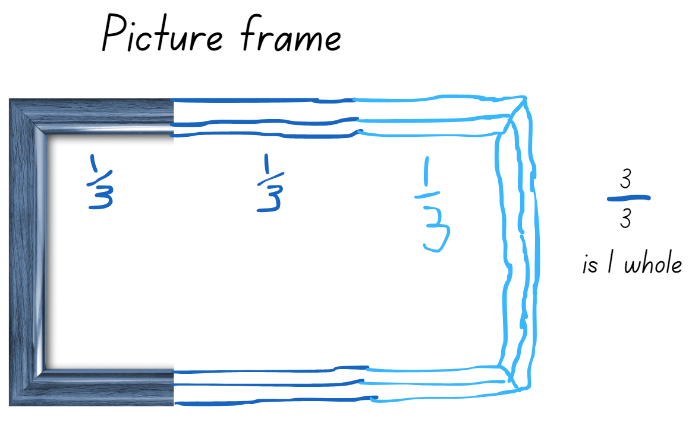 Picture frame
1/3 1/3 1/3
3/3
is 1 whole